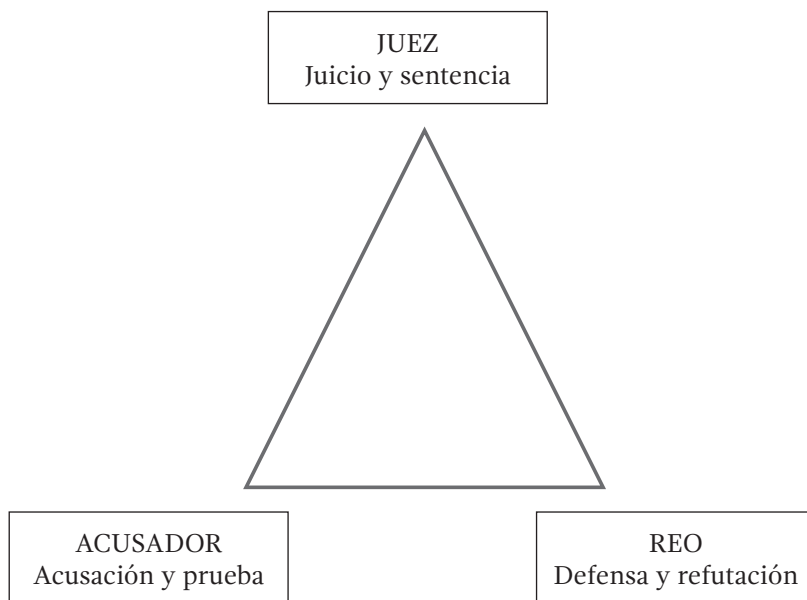 JUEZ
Juicio y sentencia
ACUSADOR
Acusación y prueba
REO
Defensa y refutación